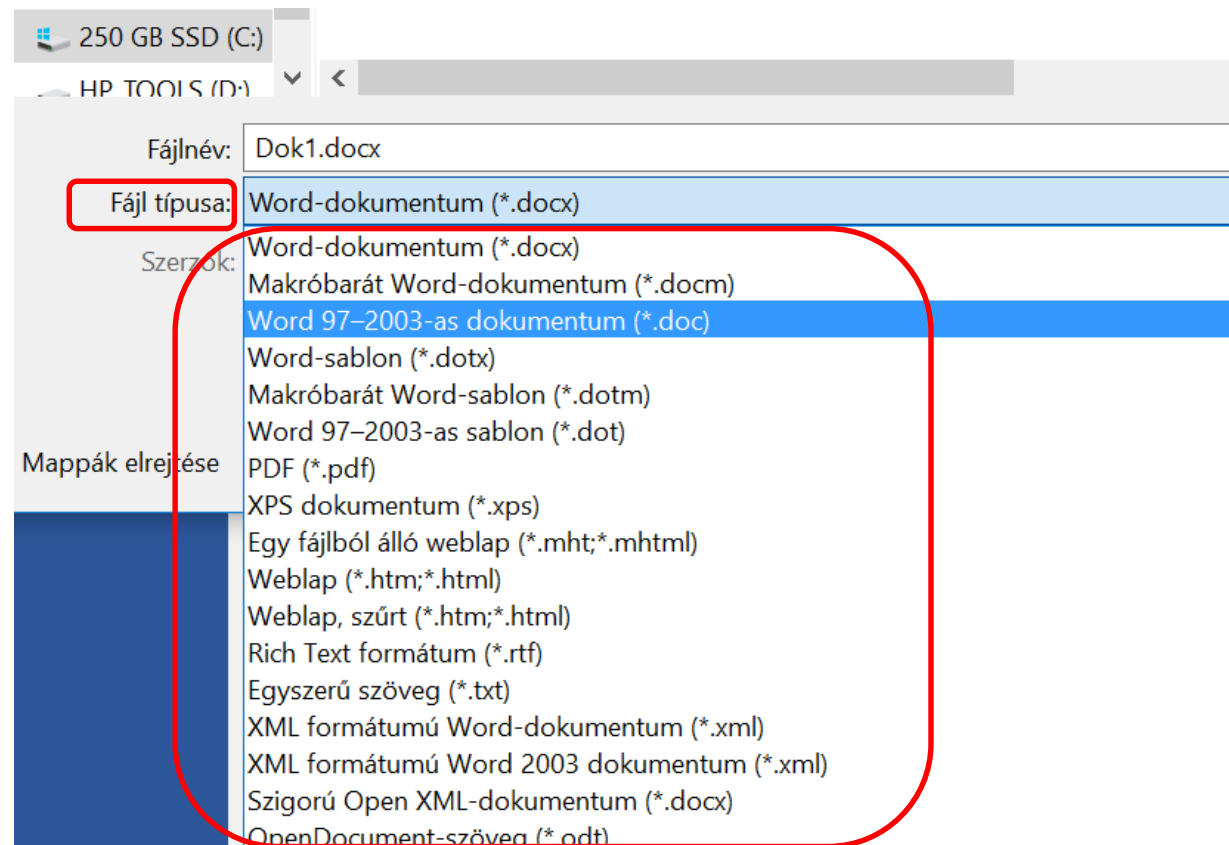 250 GB SSD (C:)
HP_TOOLS (D:)
Fájlnév: Dok1.docx
Fájl típusa: Word-dokumentum (*.docx)
Szerzők:
Word-dokumentum (*.docx)
Makróbarát Word-dokumentum (*.docm)
Word 97–2003-as dokumentum (*.doc)
Word-sablon (*.dotx)
Makróbarát Word-sablon (*.dotm)
Word 97–2003-as sablon (*.dot)
Mappák elrejtése
PDF (*.pdf)
XPS dokumentum (*.xps)
Egy fájlból álló weblap (*.mht;*.mhtml)
Weblap (*.htm;*.html)
Weblap, szűrt (*.htm;*.html)
Rich Text formátum (*.rtf)
Egyszerű szöveg (*.txt)
XML formátumú Word-dokumentum (*.xml)
XML formátumú Word 2003 dokumentum (*.xml)
Szigorú Open XML-dokumentum (*.docx)
OpenDocument-szöveg (*.odt)